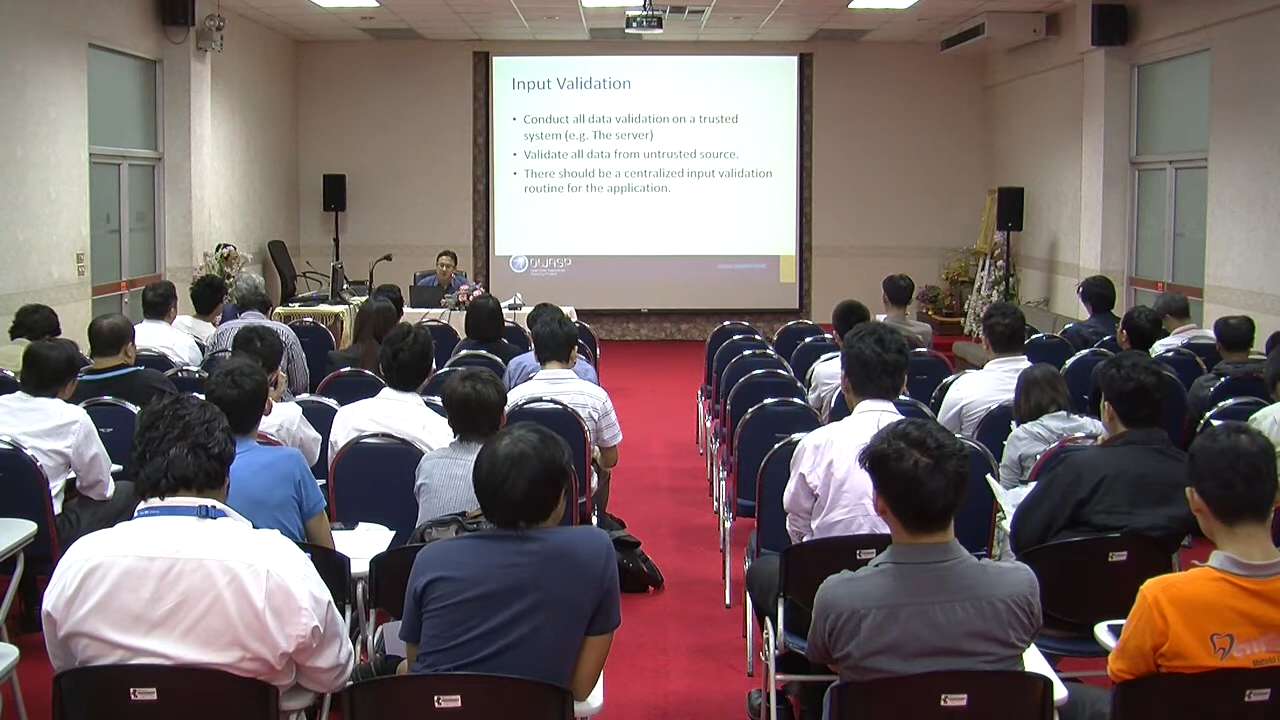 Input Validation
• Conduct all data validation on a trusted
system (e.g. The server)
• Validate all data from untrusted source.
• There should be a centralized input validation
routine for the application.
OWASP